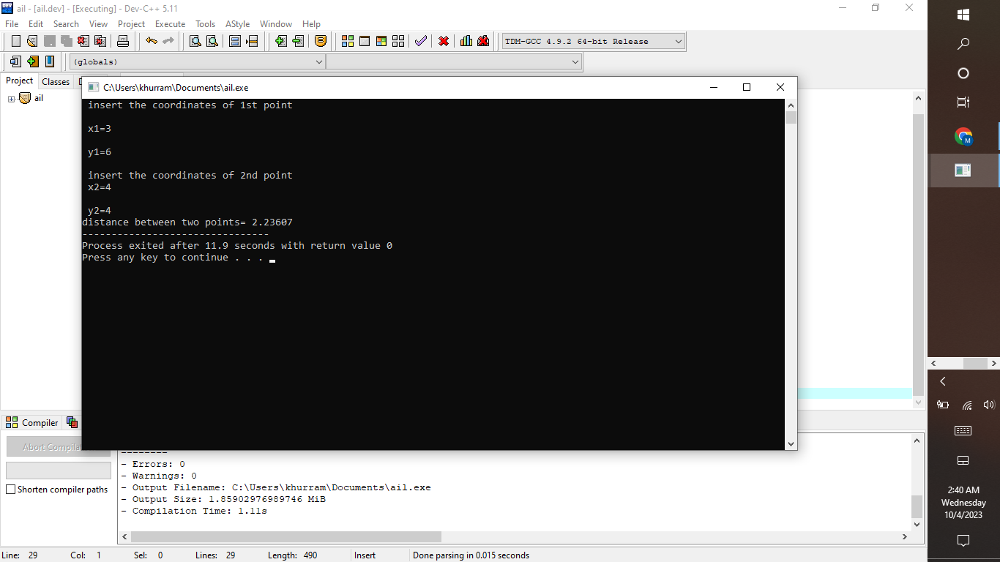 ail - [ail.dev] - [Executing] - Dev-C++ 5.11
File Edit Search View Project Execute Tools AStyle Window Help
TDM-GCC 4.9.2 64-bit Release
(globals)
Project Classes
ail
C:\Users\khurram\Documents\ail.exe
insert the coordinates of 1st point
x1=3
y1=6
insert the coordinates of 2nd point
x2=4
y2=4
distance between two points= 2.23607
--------------------------------
Process exited after 11.9 seconds with return value 0
Press any key to continue . . .
Compiler
Abort Compila
--------
- Errors: 0
- Warnings: 0
- Output Filename: C:\Users\khurram\Documents\ail.exe
- Output Size: 1.85902976989746 MiB
- Compilation Time: 1.11s
Shorten compiler paths
Line: 29 Col: 1 Sel: 0 Lines: 29 Length: 490 Insert Done parsing in 0.015 seconds
M
2:40 AM
Wednesday
10/4/2023